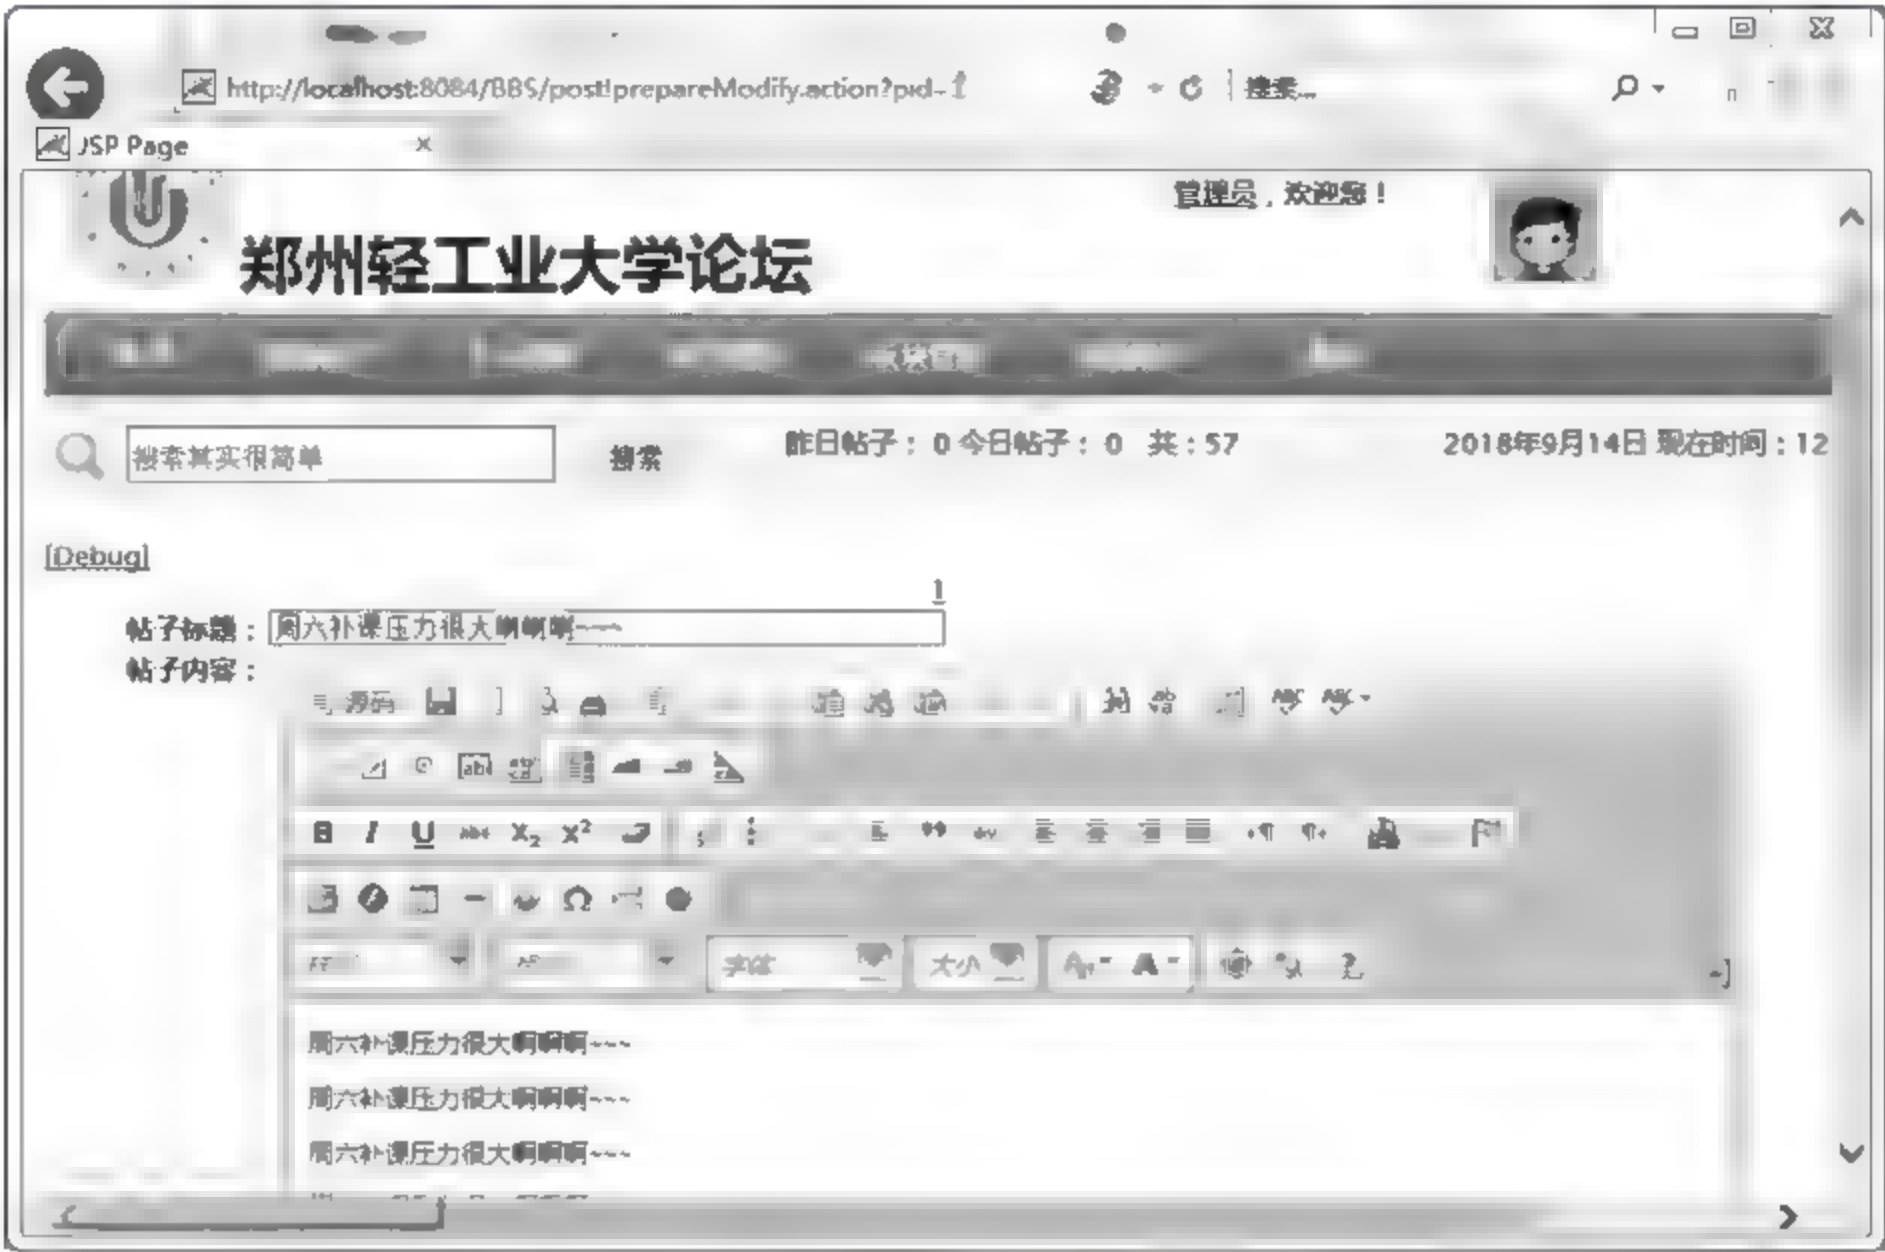 http://localhost:8084/BBS/post!prepareModify.action?pid=1
搜索...
JSP Page
管理员，欢迎您！
郑州轻工业大学论坛
搜索其实很简单
搜索
昨日帖子： 0 今日帖子： 0 共：57
2018年9月14日 现在时间：12
[Debug]
1
帖子标题：
周六补课压力很大啊啊啊~~~
帖子内容：
源码
B I U abc X₂ X²
字体
大小
周六补课压力很大啊啊啊~~~
周六补课压力很大啊啊啊~~~
周六补课压力很大啊啊啊~~~